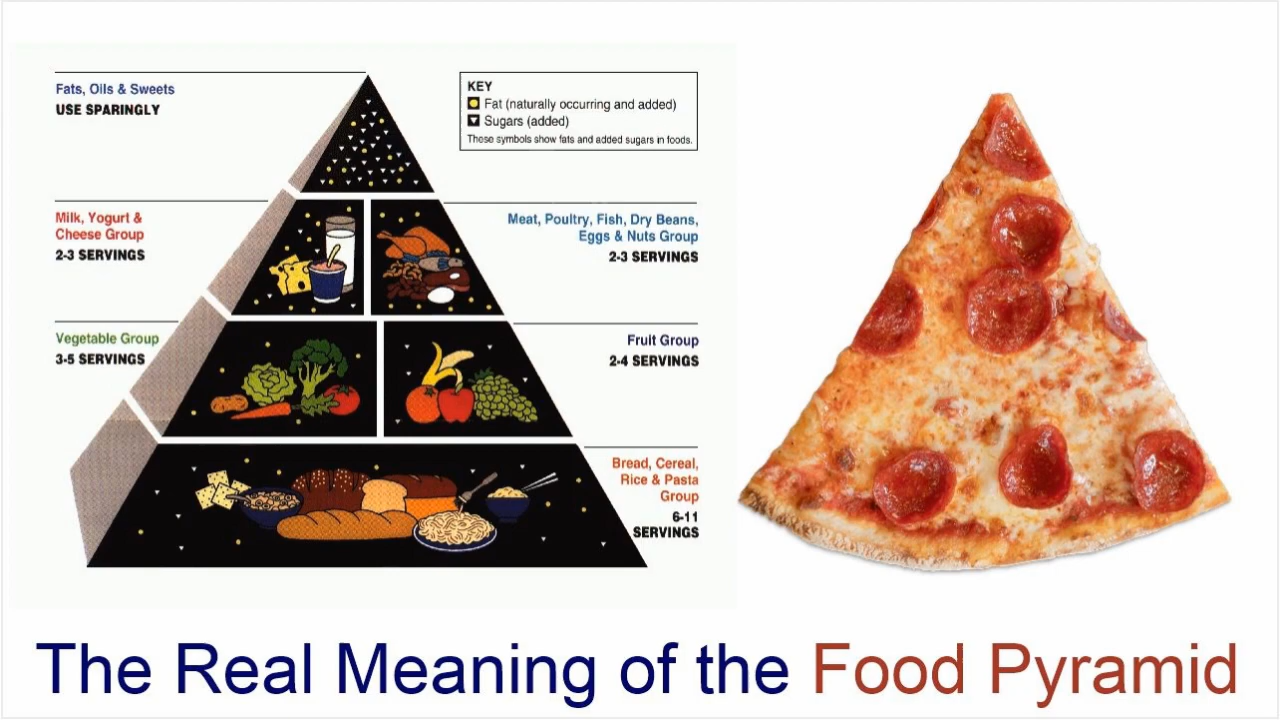 Fats, Oils & Sweets
USE SPARINGLY
KEY
Fat (naturally occurring and added)
Sugars (added)
These symbols show fats and added sugars in foods.
Milk, Yogurt &
Cheese Group
2-3 SERVINGS
Meat, Poultry, Fish, Dry Beans,
Eggs & Nuts Group
2-3 SERVINGS
Vegetable Group
3-5 SERVINGS
Fruit Group
2-4 SERVINGS
Bread, Cereal,
Rice & Pasta
Group
6-11
SERVINGS
The Real Meaning of the Food Pyramid